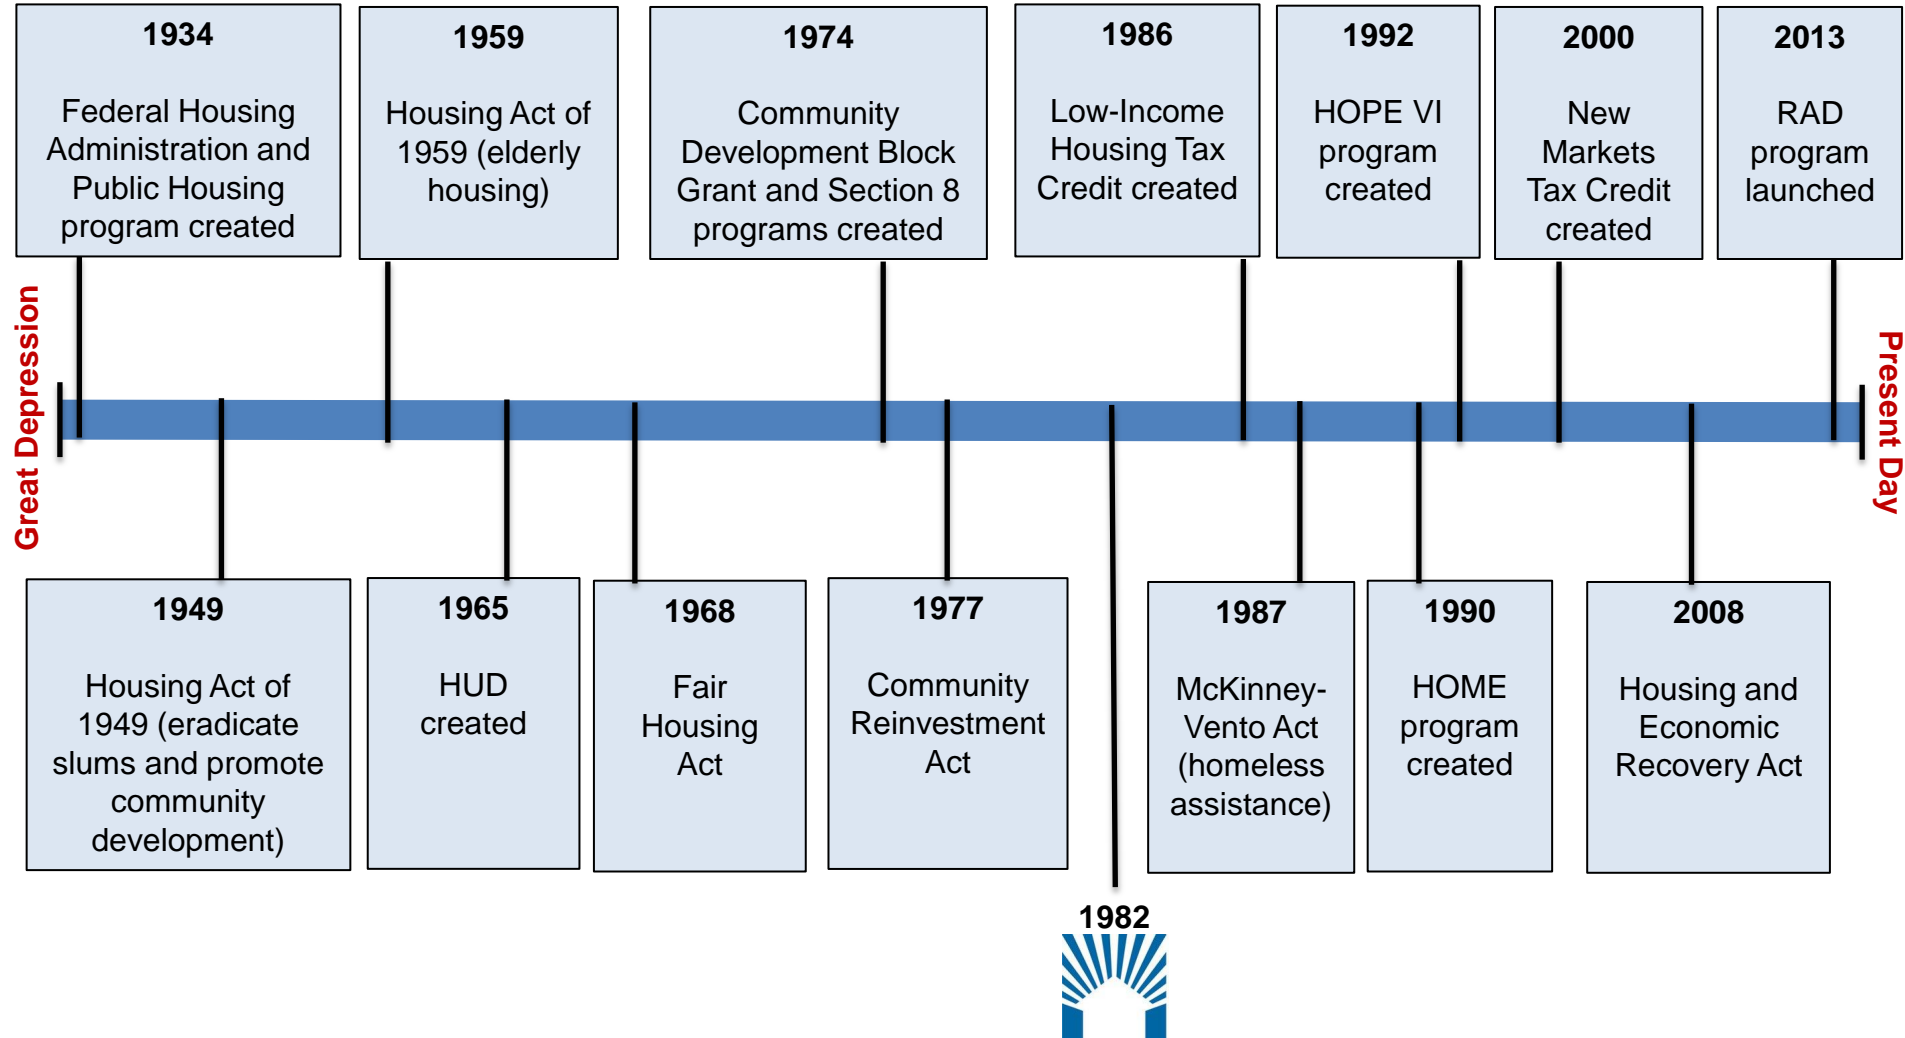 1934
Federal Housing
Administration and
Public Housing
program created
1959
Housing Act of
1959 (elderly
housing)
1974
Community
Development Block
Grant and Section 8
programs created
1986
Low-Income
Housing Tax
Credit created
1992
HOPE VI
program
created
2000
New
Markets
Tax Credit
created
2013
RAD
program
launched
Great Depression
Present Day
1949
Housing Act of
1949 (eradicate
slums and promote
community
development)
1965
HUD
created
1968
Fair
Housing
Act
1977
Community
Reinvestment
Act
1982
1987
McKinney-
Vento Act
(homeless
assistance)
1990
HOME
program
created
2008
Housing and
Economic
Recovery Act